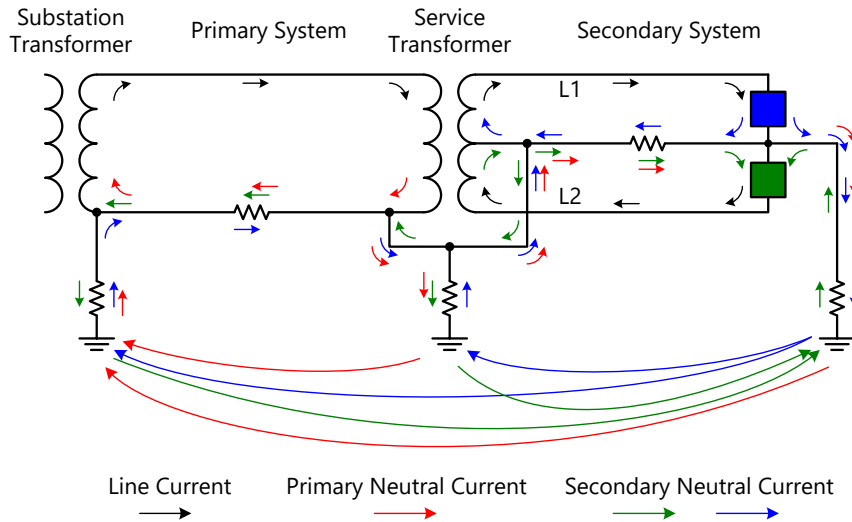 Substation
Transformer
Primary System
Service
Transformer
Secondary System
L1
L2
Line Current
Primary Neutral Current
Secondary Neutral Current